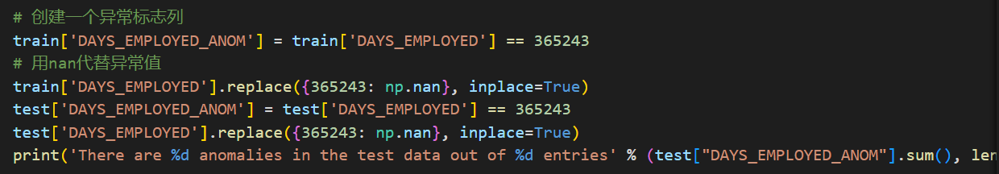 # 创建一个异常标志列
train['DAYS_EMPLOYED_ANOM'] = train['DAYS_EMPLOYED'] == 365243
# 用nan代替异常值
train['DAYS_EMPLOYED'].replace({365243: np.nan}, inplace=True)
test['DAYS_EMPLOYED_ANOM'] = test['DAYS_EMPLOYED'] == 365243
test['DAYS_EMPLOYED'].replace({365243: np.nan}, inplace=True)
print('There are %d anomalies in the test data out of %d entries' % (test["DAYS_EMPLOYED_ANOM"].sum(), len